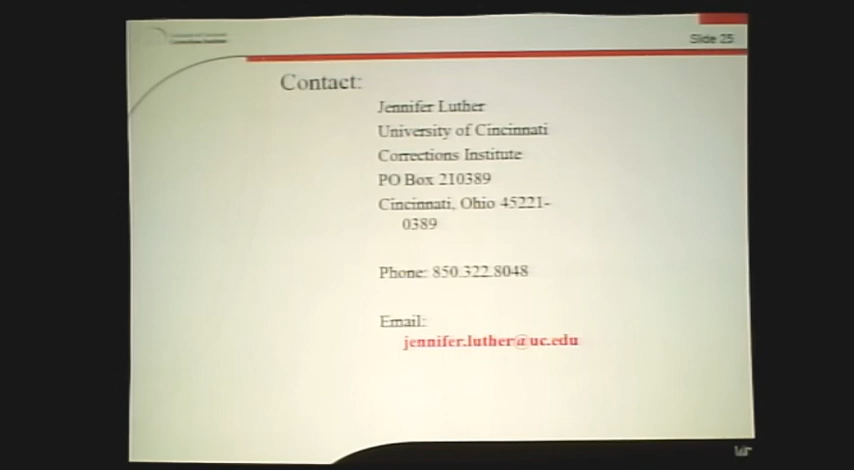 Slide 25
Contact:
Jennifer Luther
University of Cincinnati
Corrections Institute
PO Box 210389
Cincinnati, Ohio 45221-
0389
Phone: 850.322.8048
Email:
jennifer.luther@uc.edu